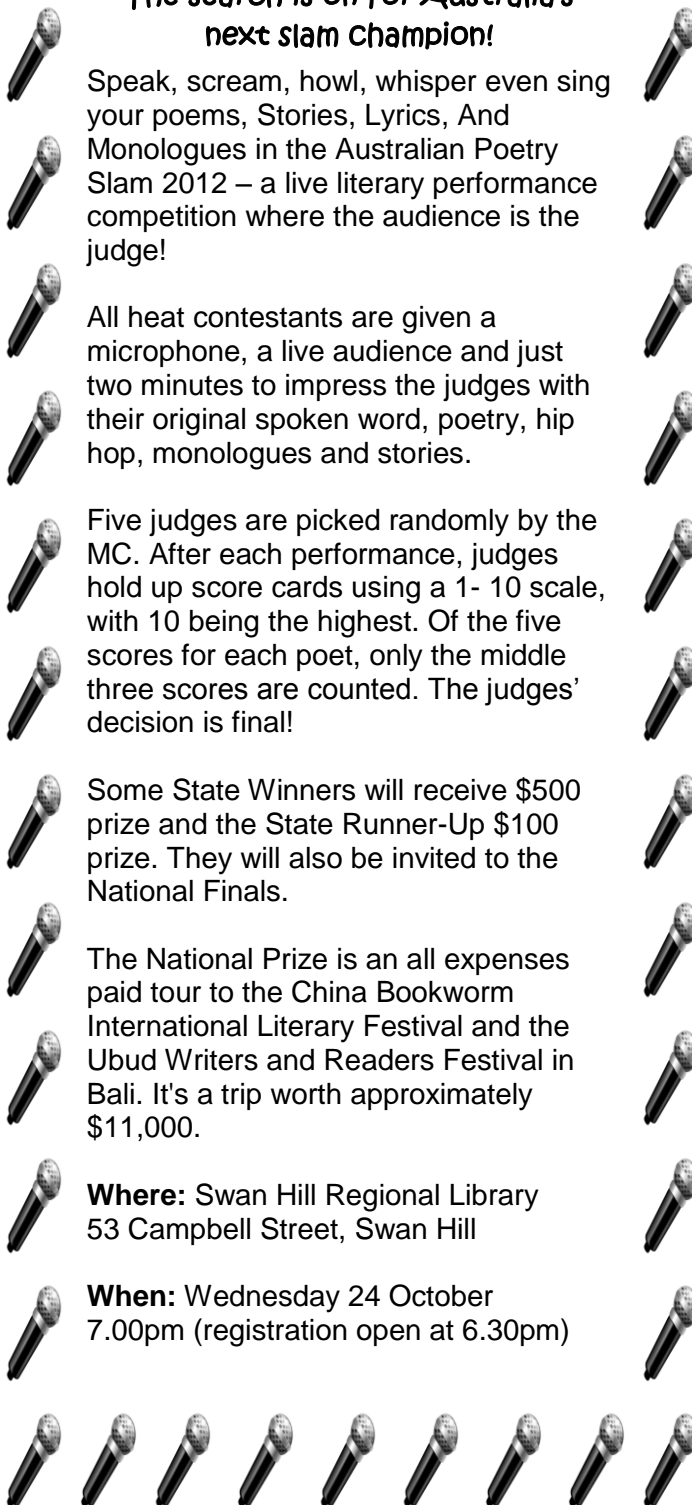 The search is on for Australia's
next slam champion!
Speak, scream, howl, whisper even sing
your poems, Stories, Lyrics, And
Monologues in the Australian Poetry
Slam 2012 – a live literary performance
competition where the audience is the
judge!
All heat contestants are given a
microphone, a live audience and just
two minutes to impress the judges with
their original spoken word, poetry, hip
hop, monologues and stories.
Five judges are picked randomly by the
MC. After each performance, judges
hold up score cards using a 1- 10 scale,
with 10 being the highest. Of the five
scores for each poet, only the middle
three scores are counted. The judges’
decision is final!
Some State Winners will receive $500
prize and the State Runner-Up $100
prize. They will also be invited to the
National Finals.
The National Prize is an all expenses
paid tour to the China Bookworm
International Literary Festival and the
Ubud Writers and Readers Festival in
Bali. It's a trip worth approximately
$11,000.
Where: Swan Hill Regional Library
53 Campbell Street, Swan Hill
When: Wednesday 24 October
7.00pm (registration open at 6.30pm)